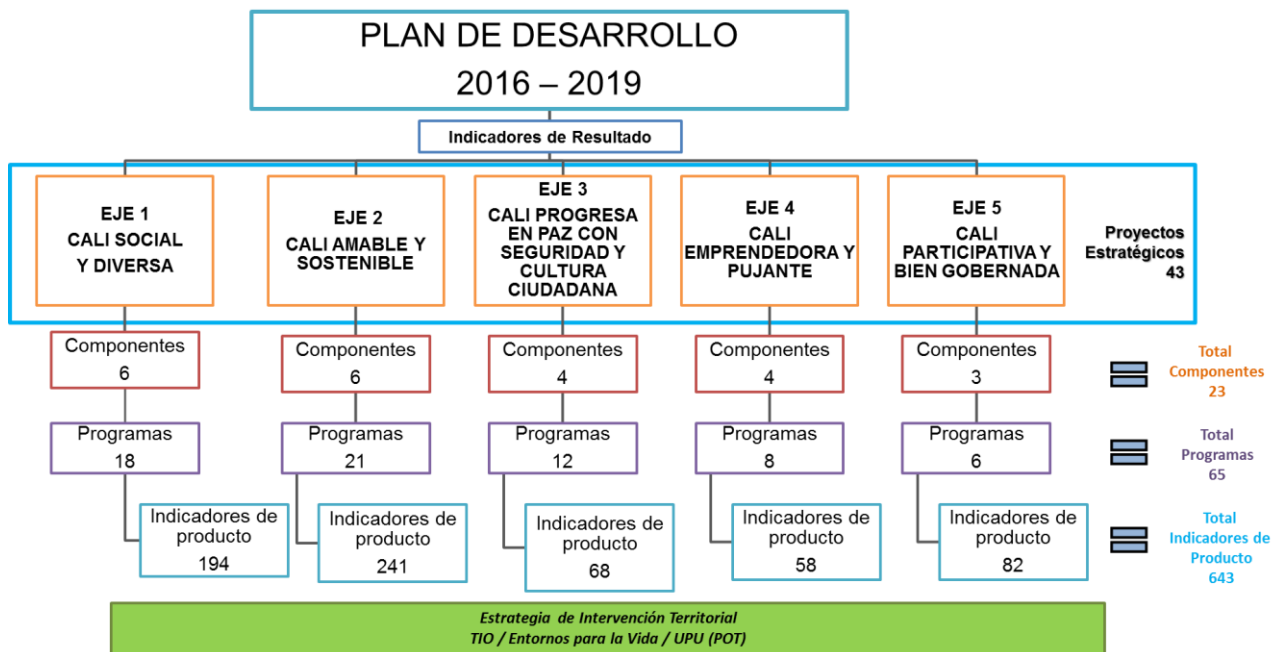 PLAN DE DESARROLLO
2016 – 2019
Indicadores de Resultado
EJE 1
CALI SOCIAL
Y DIVERSA
EJE 2
CALI AMABLE Y
SOSTENIBLE
EJE 3
CALI PROGRESA
EN PAZ CON
SEGURIDAD Y
CULTURA
CIUDADANA
EJE 4
CALI
EMPRENDEDORA Y
PUJANTE
EJE 5
CALI
PARTICIPATIVA Y
BIEN GOBERNADA
Proyectos
Estratégicos
43
Componentes
6
Componentes
6
Componentes
4
Componentes
4
Componentes
3
Total
Componentes
23
Programas
18
Programas
21
Programas
12
Programas
8
Programas
6
Total
Programas
65
Indicadores de
producto
194
Indicadores de
producto
241
Indicadores de
producto
68
Indicadores de
producto
58
Indicadores de
producto
82
Total
Indicadores de
Producto
643
Estrategia de Intervención Territorial
TIO / Entornos para la Vida / UPU (POT)